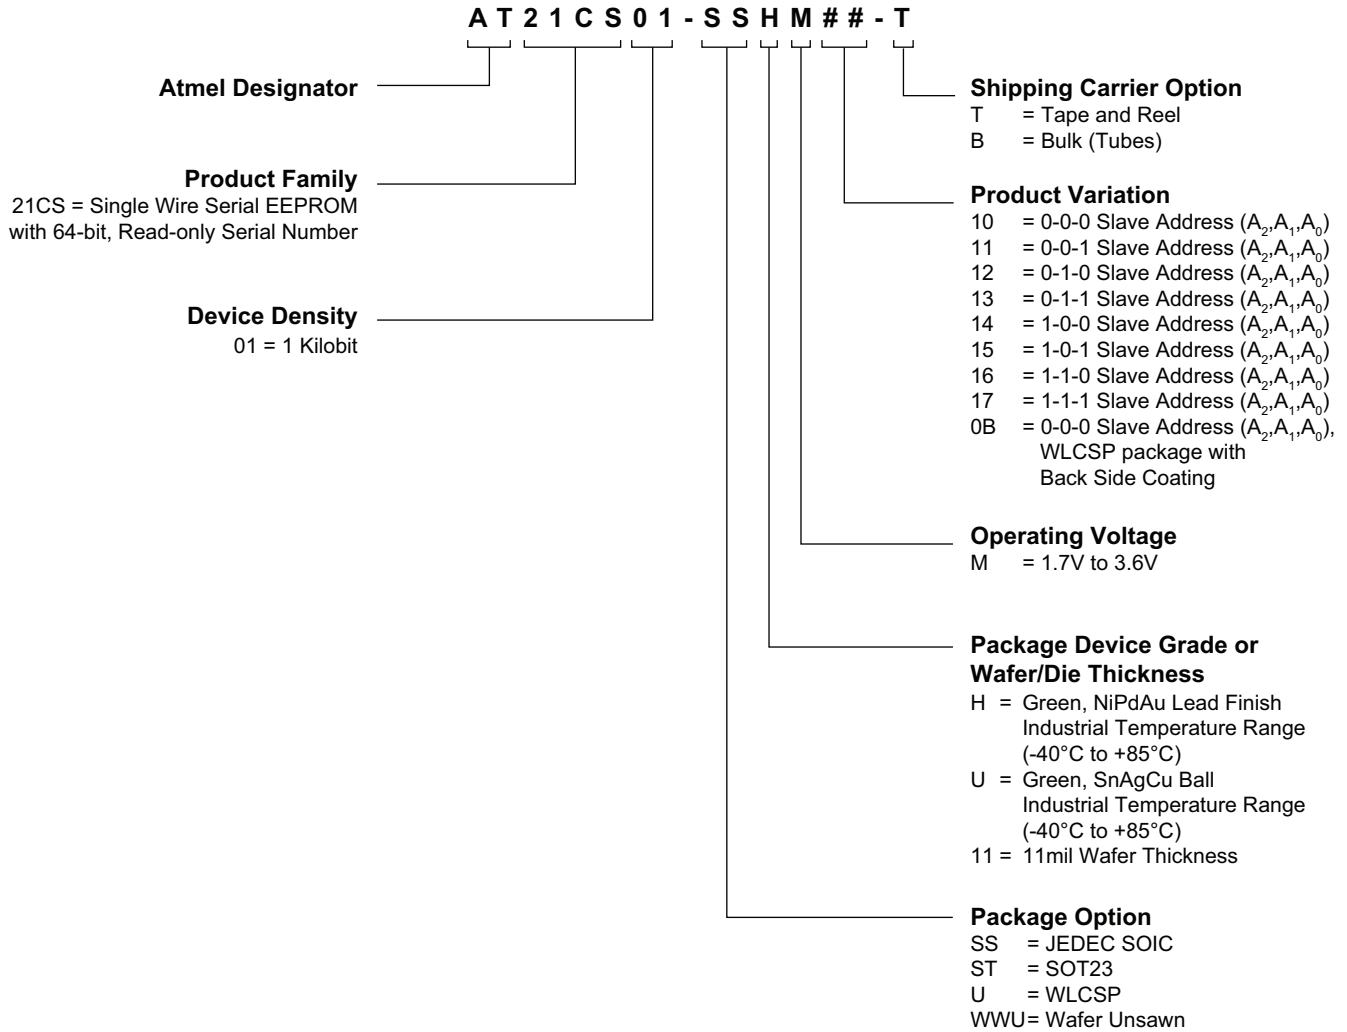 AT21CS01-SSHM##-T
Atmel Designator
Product Family
21CS = Single Wire Serial EEPROM
with 64-bit, Read-only Serial Number
Device Density
01 = 1 Kilobit
Shipping Carrier Option
T = Tape and Reel
B = Bulk (Tubes)
Product Variation
10 = 0-0-0 Slave Address (A2,A1,A0)
11 = 0-0-1 Slave Address (A2,A1,A0)
12 = 0-1-0 Slave Address (A2,A1,A0)
13 = 0-1-1 Slave Address (A2,A1,A0)
14 = 1-0-0 Slave Address (A2,A1,A0)
15 = 1-0-1 Slave Address (A2,A1,A0)
16 = 1-1-0 Slave Address (A2,A1,A0)
17 = 1-1-1 Slave Address (A2,A1,A0)
0B = 0-0-0 Slave Address (A2,A1,A0),
WLCSP package with
Back Side Coating
Operating Voltage
M = 1.7V to 3.6V
Package Device Grade or
Wafer/Die Thickness
H = Green, NiPdAu Lead Finish
Industrial Temperature Range
(-40°C to +85°C)
U = Green, SnAgCu Ball
Industrial Temperature Range
(-40°C to +85°C)
11 = 11mil Wafer Thickness
Package Option
SS = JEDEC SOIC
ST = SOT23
U = WLCSP
WWU= Wafer Unsawn